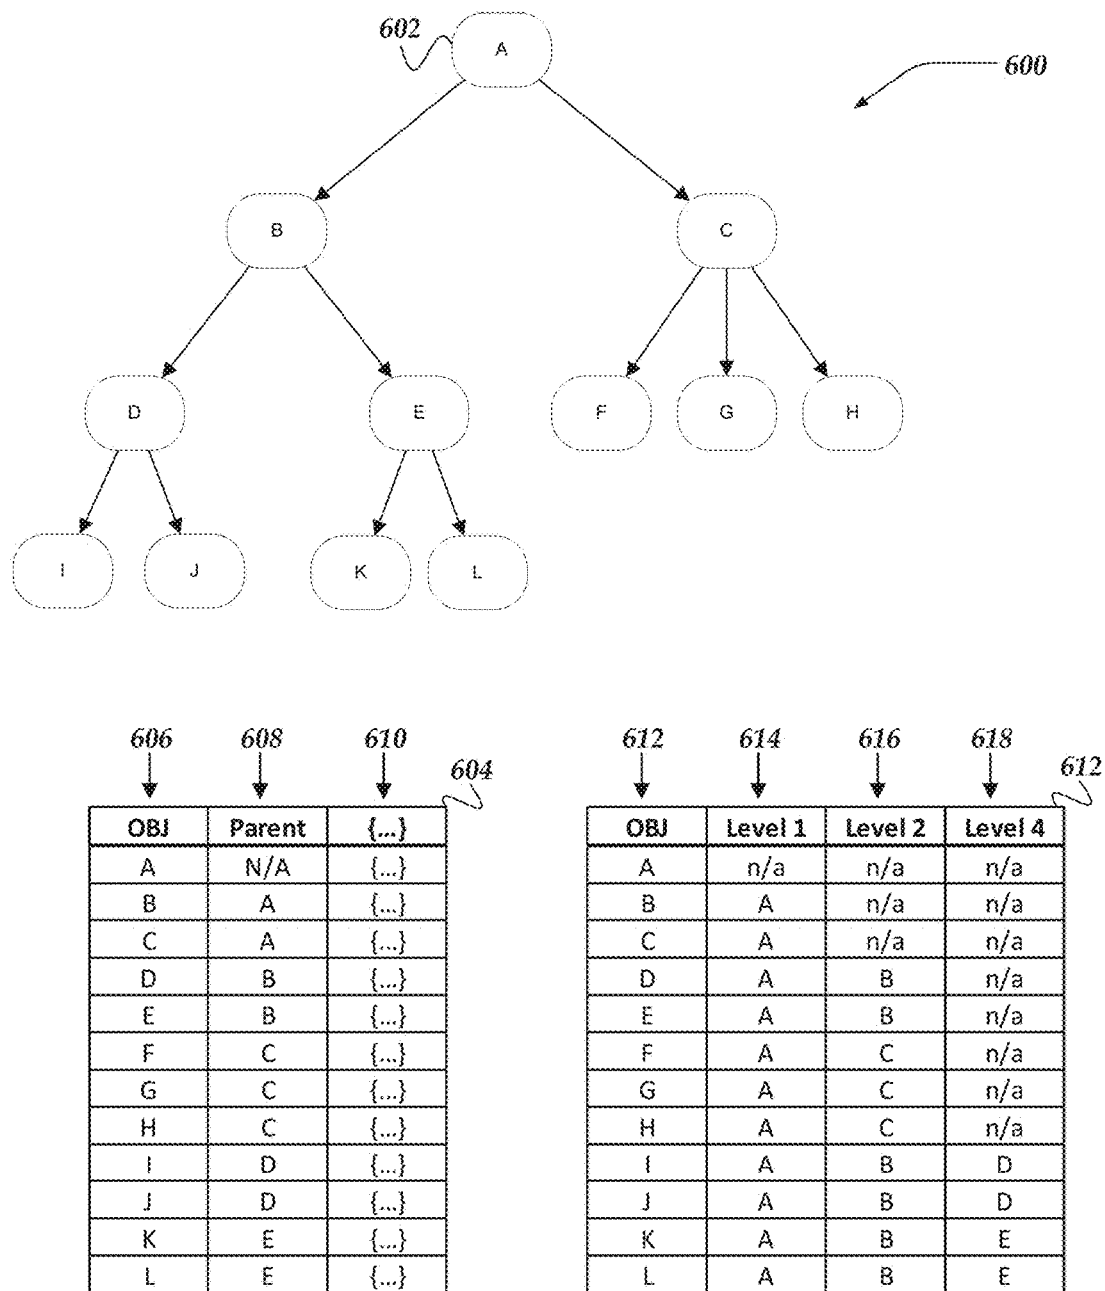 602
A
600
B
C
D
E
F
G
H
I
J
K
L
606 608 610
604
OBJ Parent {...}
A N/A {...}
B A {...}
C A {...}
D B {...}
E B {...}
F C {...}
G C {...}
H C {...}
I D {...}
J D {...}
K E {...}
L E {...}
612 614 616 618
612
OBJ Level 1 Level 2 Level 4
A n/a n/a n/a
B A n/a n/a
C A n/a n/a
D A B n/a
E A B n/a
F A C n/a
G A C n/a
H A C n/a
I A B D
J A B D
K A B E
L A B E